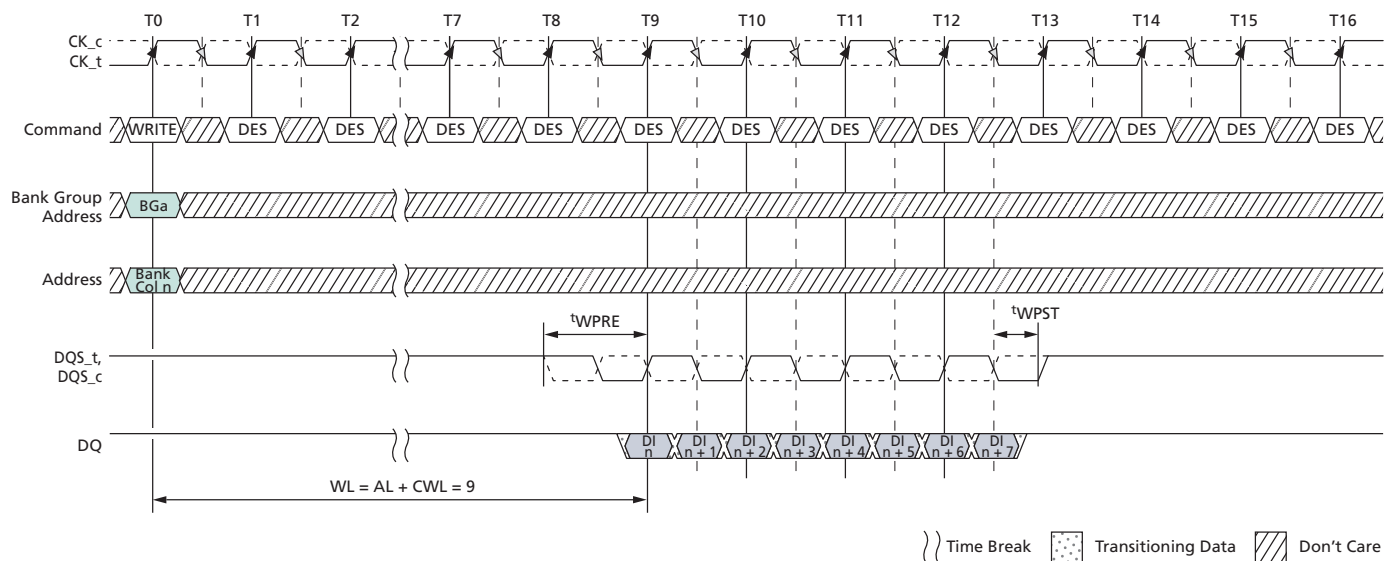 T0 T1 T2 T7 T8 T9 T10 T11 T12 T13 T14 T15 T16
CK_c
CK_t
Command WRITE DES DES DES DES DES DES DES DES DES DES DES DES
Bank Group
Address
BGa
Address
Bank
Col n
tWPRE tWPST
DQS_t,
DQS_c
DQ
DI
n
DI
n + 1
DI
n + 2
DI
n + 3
DI
n + 4
DI
n + 5
DI
n + 6
DI
n + 7
WL = AL + CWL = 9
Time Break Transitioning Data Don't Care